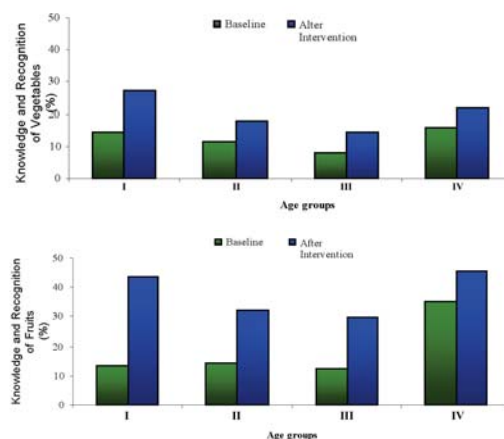 Baseline
After
Intervention
Knowledge and Recognition
of Vegetables
(%)
50
40
30
20
10
0
I
II
III
IV
Age groups
Baseline
After
Intervention
Knowledge and Recognition
of Fruits
(%)
50
40
30
20
10
0
I
II
III
IV
Age groups